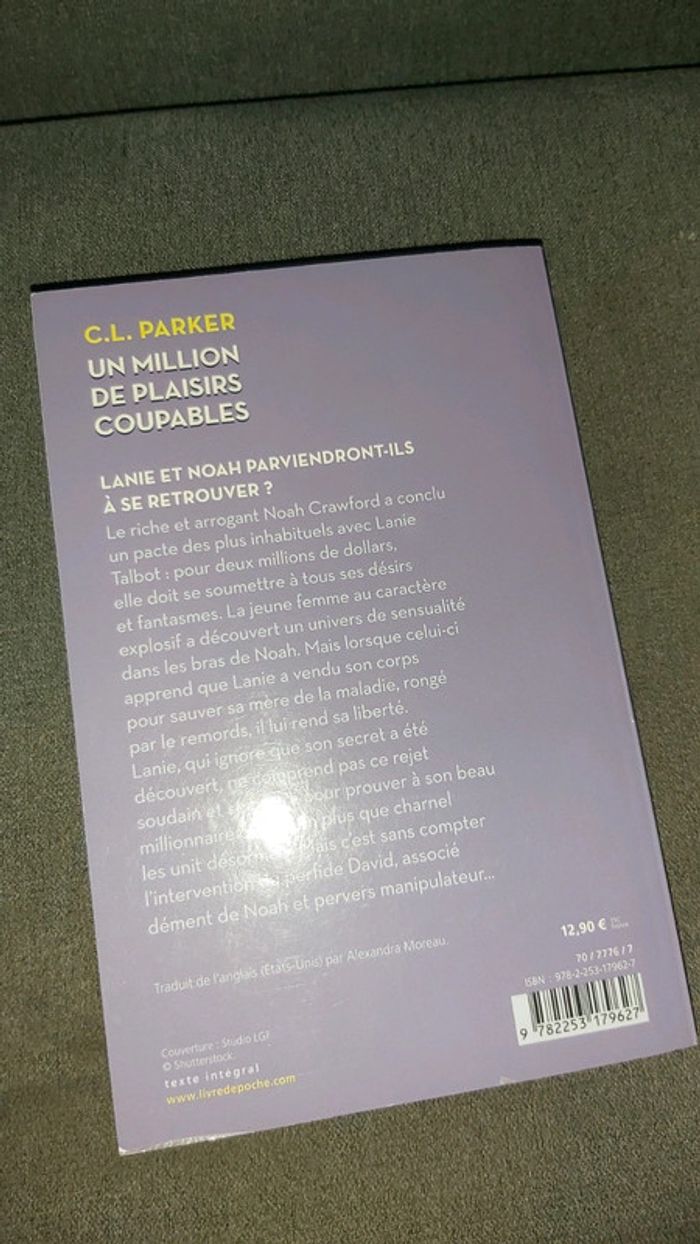 C.L. PARKER
UN MILLION
DE PLAISIRS
COUPABLES
LANIE ET NOAH PARVIENDRONT-ILS
À SE RETROUVER ?
Le riche et arrogant Noah Crawford a conclu
un pacte des plus inhabituels avec Lanie
Talbot : pour deux millions de dollars,
elle doit se soumettre à tous ses désirs
et fantasmes. La jeune femme au caractère
explosif a découvert un univers de sensualité
dans les bras de Noah. Mais lorsque celui-ci
apprend que Lanie a vendu son corps
pour sauver sa mère de la maladie, rongé
par le remords, il lui rend sa liberté.
Lanie, qui ignore que son secret a été
découvert, ne comprend pas ce rejet
soudain et pour prouver à son beau
millionnaire plus que charnel
les unit c'est sans compter
l'intervention perfide David, associé
dément de Noah et pervers manipulateur...
12,90 €
Traduit de l'anglais (États-Unis) par Alexandra Moreau.
70 / 7776 / 7
ISBN : 978-2-253-17962-7
9 782253 179627
Couverture : Studio LGF
© Shutterstock.
texte intégral
www.livredepoche.com